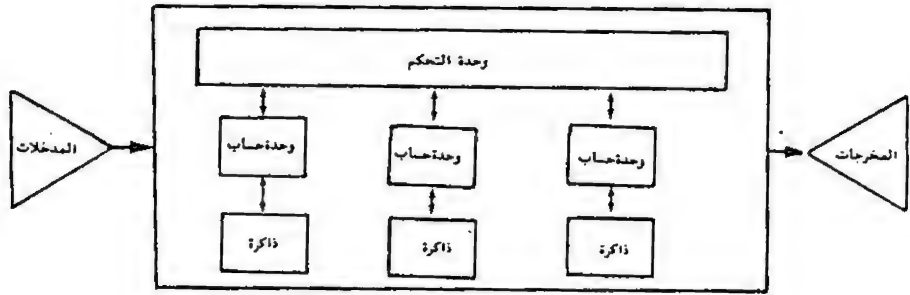 وحدة التحكم
المدخلات
وحدة حساب
وحدة حساب
وحدة حساب
المخرجات
ذاكرة
ذاكرة
ذاكرة